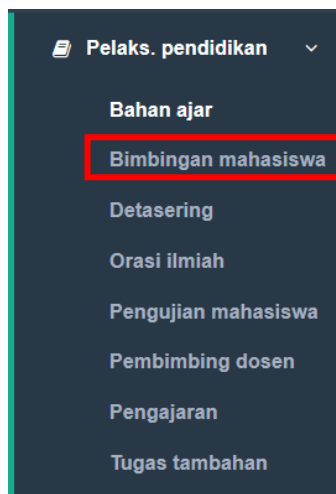 Pelaks. pendidikan
Bahan ajar
Bimbingan mahasiswa
Detasering
Orasi ilmiah
Pengujian mahasiswa
Pembimbing dosen
Pengajaran
Tugas tambahan